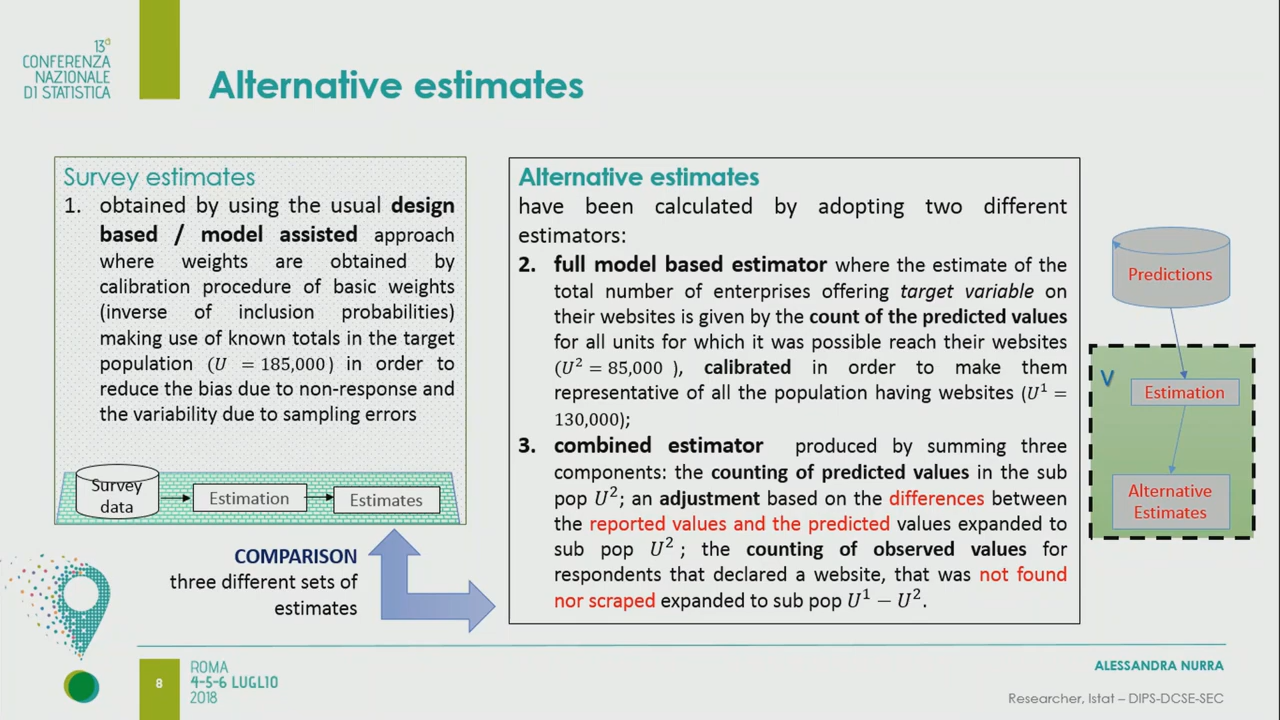 13ª
CONFERENZA
NAZIONALE
DI STATISTICA
Alternative estimates
Survey estimates
1. obtained by using the usual design
based / model assisted approach
where weights are obtained by
calibration procedure of basic weights
(inverse of inclusion probabilities)
making use of known totals in the target
population (U = 185,000) in order to
reduce the bias due to non-response and
the variability due to sampling errors
Survey
data
Estimation
Estimates
COMPARISON
three different sets of
estimates
Alternative estimates
have been calculated by adopting two different
estimators:
2. full model based estimator where the estimate of the
total number of enterprises offering target variable on
their websites is given by the count of the predicted values
for all units for which it was possible reach their websites
(U² = 85,000 ), calibrated in order to make them
representative of all the population having websites (U¹ =
130,000);
3. combined estimator produced by summing three
components: the counting of predicted values in the sub
pop U²; an adjustment based on the differences between
the reported values and the predicted values expanded to
sub pop U² ; the counting of observed values for
respondents that declared a website, that was not found
nor scraped expanded to sub pop U¹ − U².
Predictions
V
Estimation
Alternative
Estimates
8
ROMA
4-5-6 LUGLIO
2018
ALESSANDRA NURRA
Researcher, Istat – DIPS-DCSE-SEC